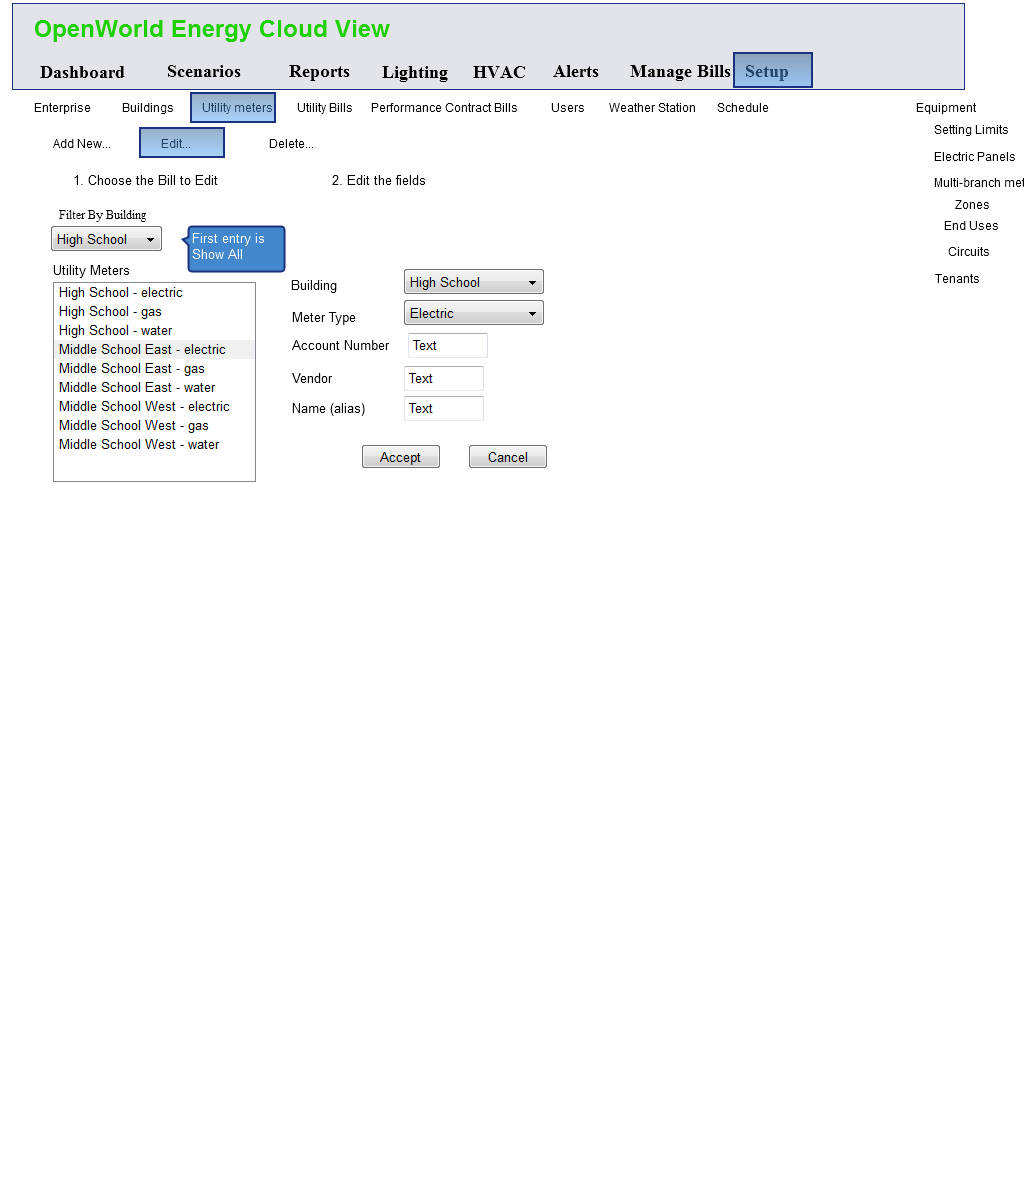 OpenWorld Energy Cloud View
Dashboard Scenarios Reports Lighting HVAC Alerts Manage Bills Setup
Enterprise Buildings Utility meters Utility Bills Performance Contract Bills Users Weather Station Schedule Equipment
Setting Limits
Electric Panels
Multi-branch met
Zones
End Uses
Circuits
Tenants
Add New... Edit... Delete...
1. Choose the Bill to Edit 2. Edit the fields
Filter By Building
High School
First entry is
Show All
Utility Meters
High School - electric
High School - gas
High School - water
Middle School East - electric
Middle School East - gas
Middle School East - water
Middle School West - electric
Middle School West - gas
Middle School West - water
Building High School
Meter Type Electric
Account Number Text
Vendor Text
Name (alias) Text
Accept Cancel